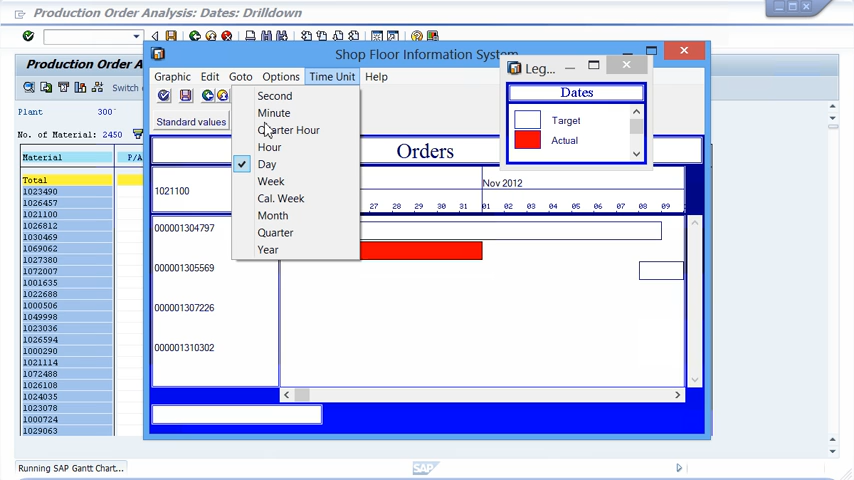 Production Order Analysis: Dates: Drilldown
Production Order Analy
Switch
Plant 300
No. of Material: 2450
Material P/A
Total
1023490
1026457
1021100
1026812
1030469
1069062
1027380
1072007
1001635
1022688
1000506
1049998
1023036
1026594
1000290
1021114
1072488
1026108
1024035
1023078
1000724
1029063
Running SAP Gantt Chart...
SAP
Shop Floor Information System
Graphic Edit Goto Options Time Unit Help
Standard values
Second
Minute
Quarter Hour
Hour
Day
Week
Cal. Week
Month
Quarter
Year
Orders
1021100
Nov 2012
27 28 29 30 31 01 02 03 04 05 06 07 08 09
000001304797
000001305569
000001307226
000001310302
Leg...
Dates
Target
Actual